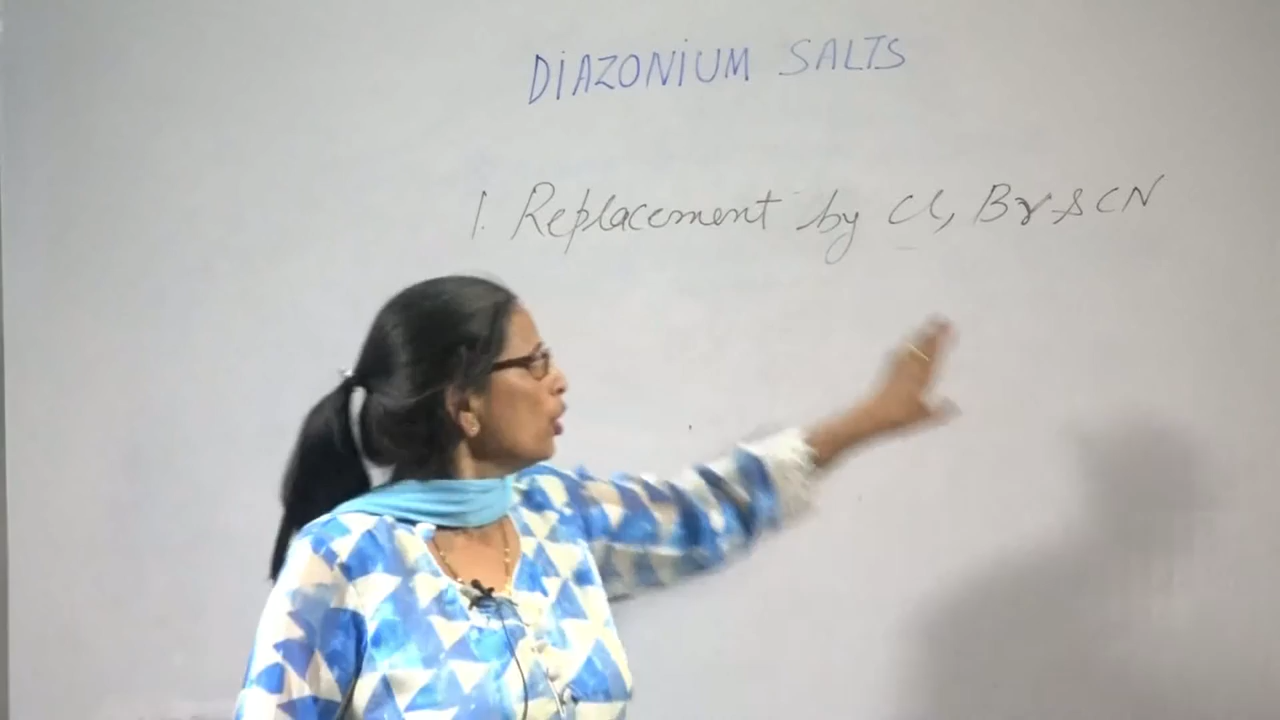 DiAZONiUM SALTS
1. Replacement by Cl, Br & CN